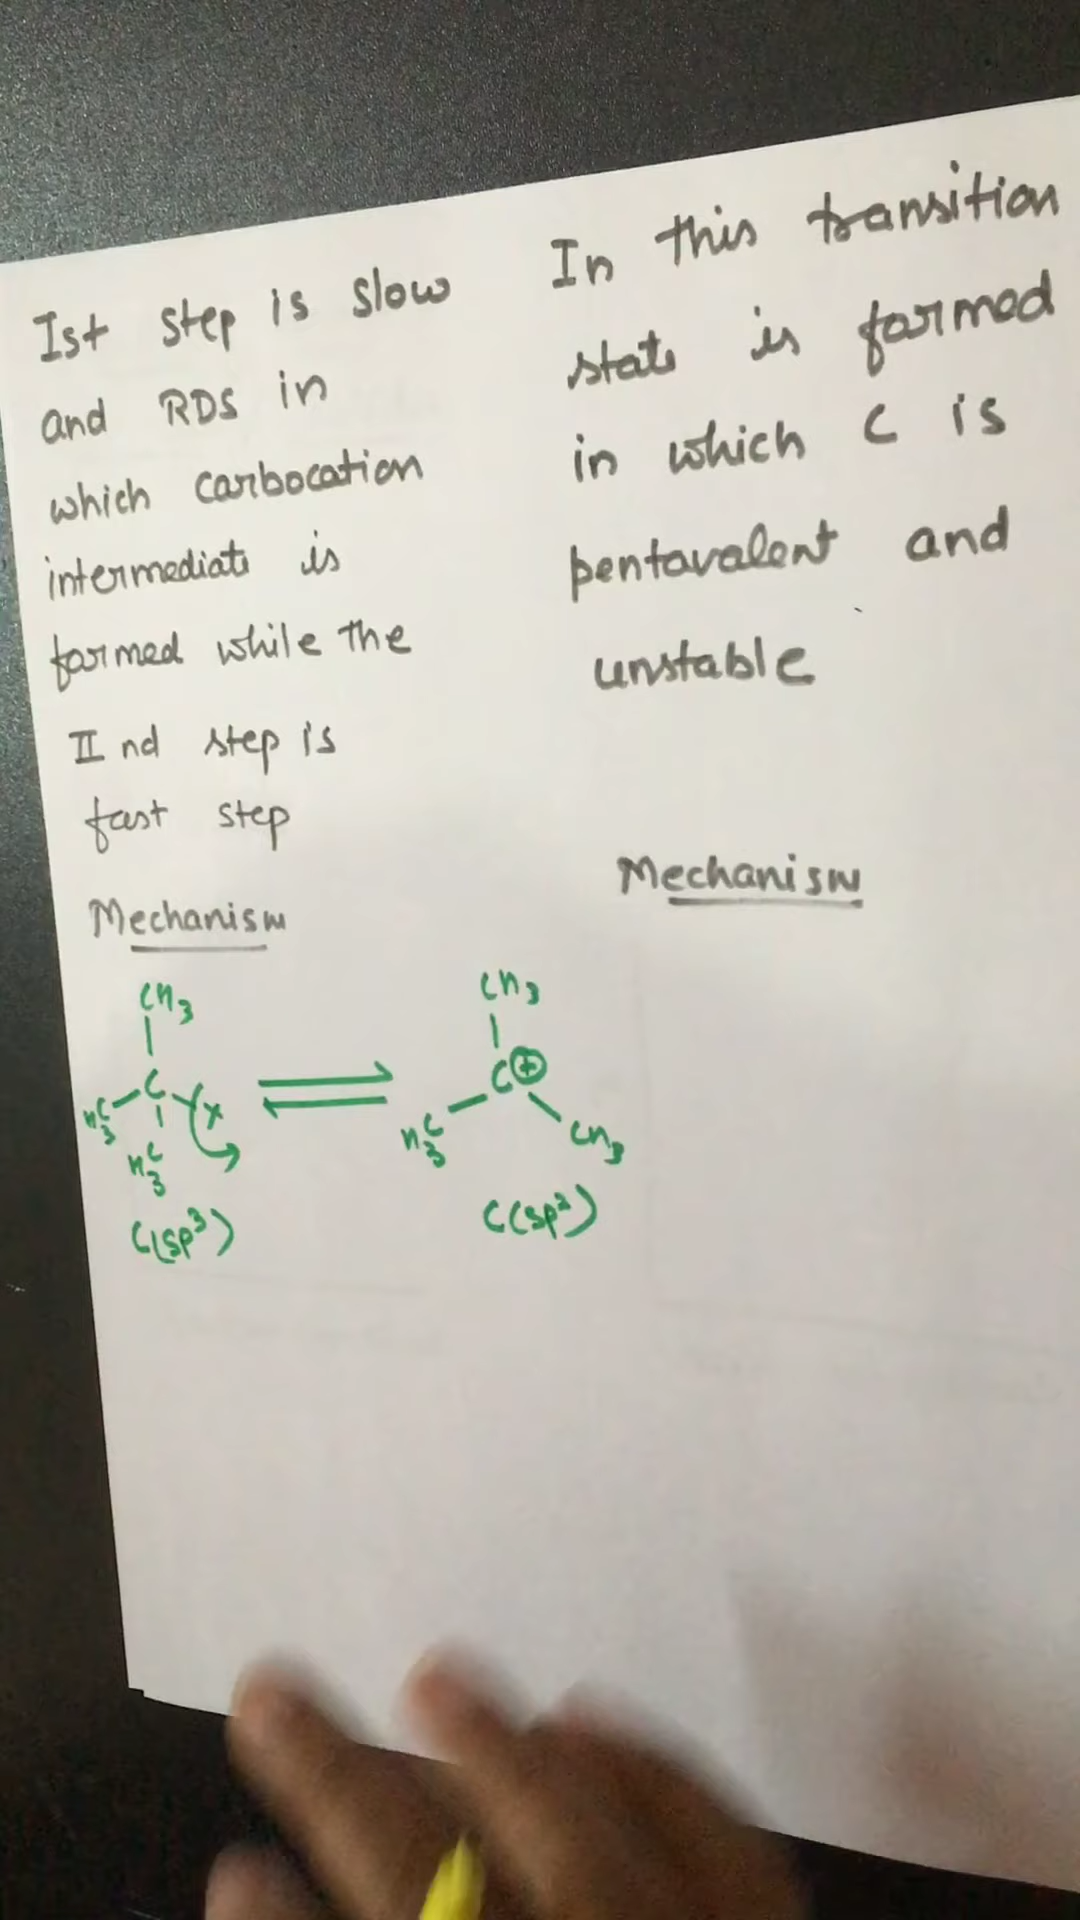 Ist step is slow
and RDS in
which carbocation
intermediate is
formed while the
II nd step is
fast step
Mechanism
In this transition
state is formed
in which C is
pentavalent and
unstable
Mechanism
CH3
C
X
H3C
H3C
C(sp³)
CH3
C⊕
H3C
CH3
C(sp²)